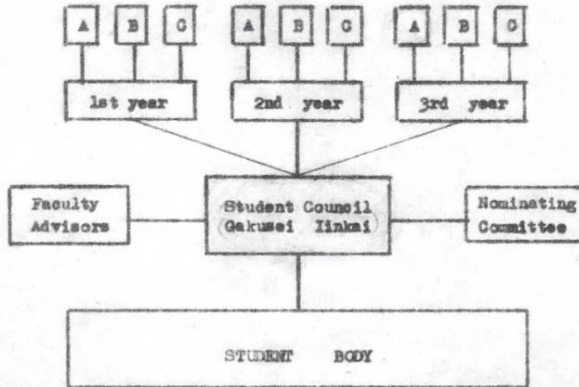 A B C A B C A B C
1st year 2nd year 3rd year
Faculty
Advisors
Student Council
Gakusei Iinkai
Nominating
Committee
STUDENT BODY